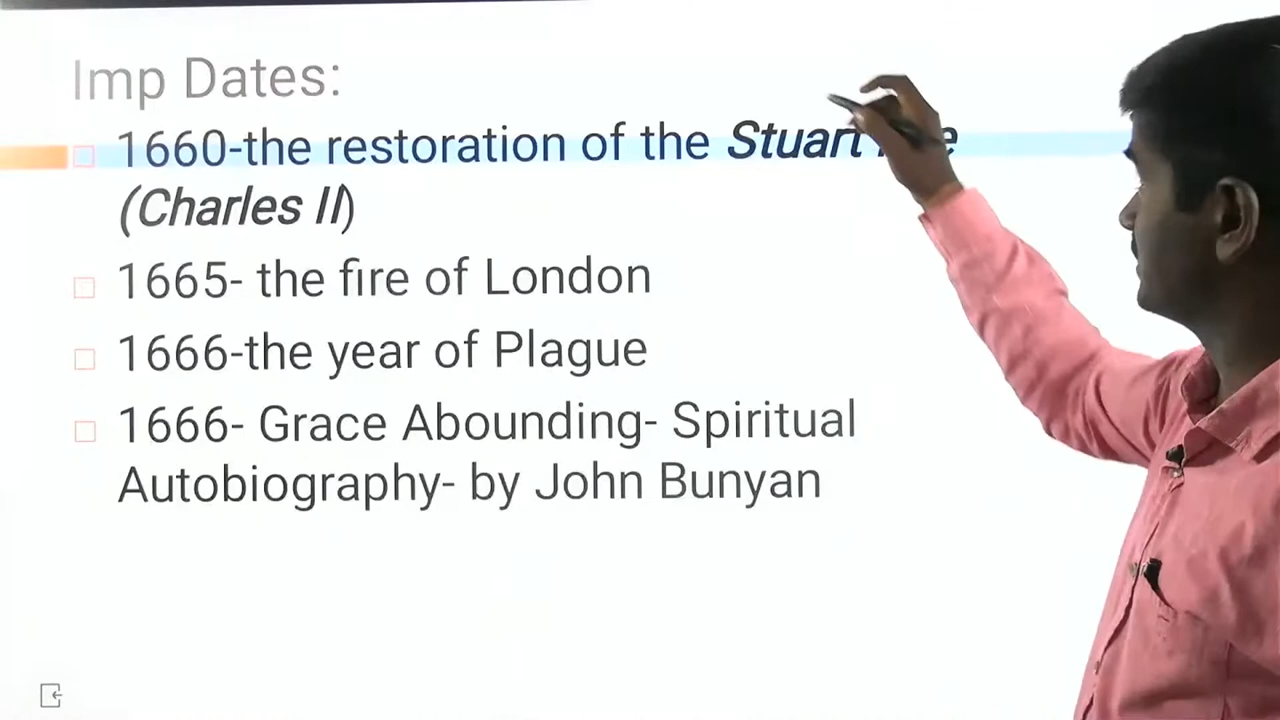 Imp Dates:
1660-the restoration of the Stuart
(Charles II)
1665- the fire of London
1666-the year of Plague
1666- Grace Abounding- Spiritual
Autobiography- by John Bunyan